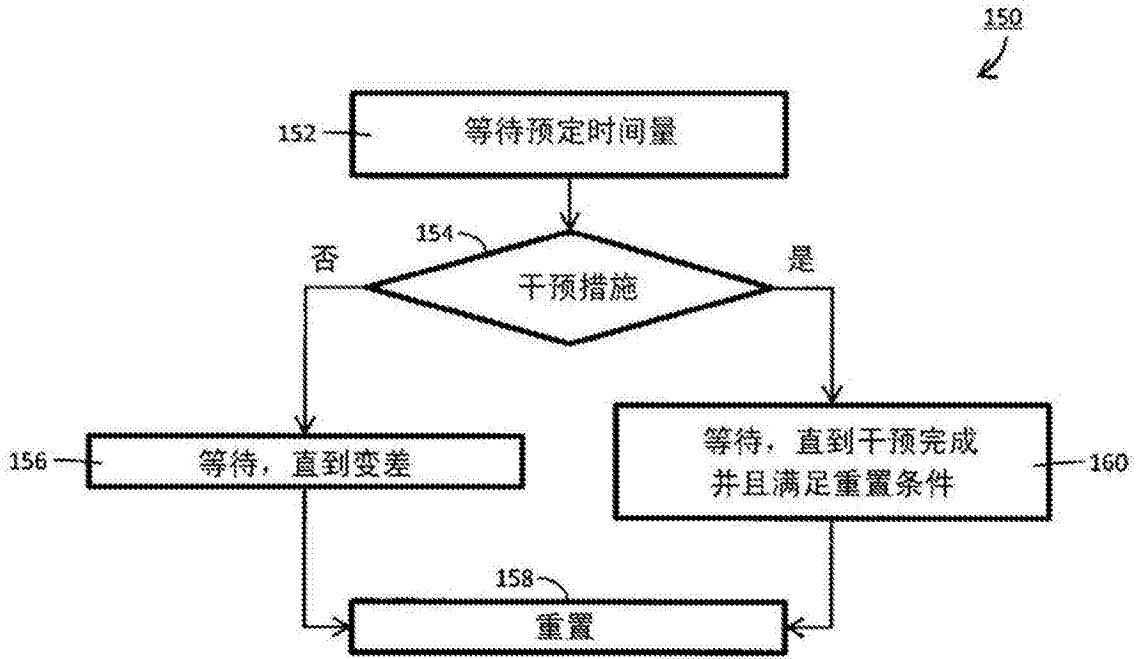 150
152
等待预定时间量
154
否
干预措施
是
156
等待，直到变差
等待，直到干预完成
并且满足重置条件
160
158
重置